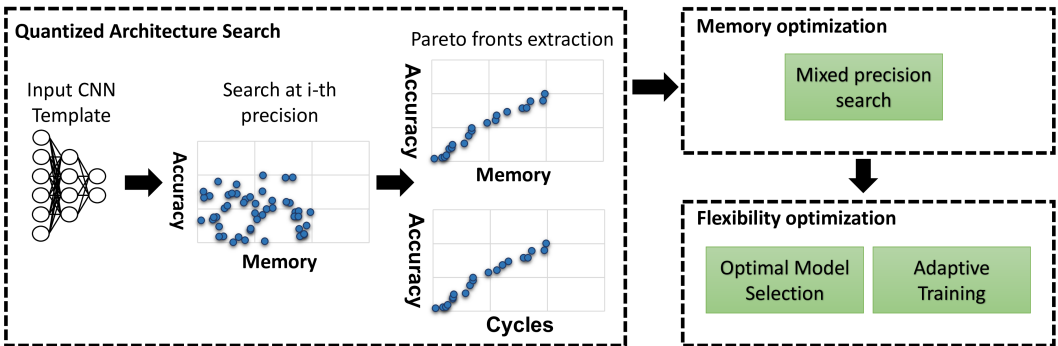 Quantized Architecture Search
Input CNN
Template
Search at i-th
precision
Accuracy
Memory
Pareto fronts extraction
Accuracy
Memory
Accuracy
Cycles
Memory optimization
Mixed precision
search
Flexibility optimization
Optimal Model
Selection
Adaptive
Training